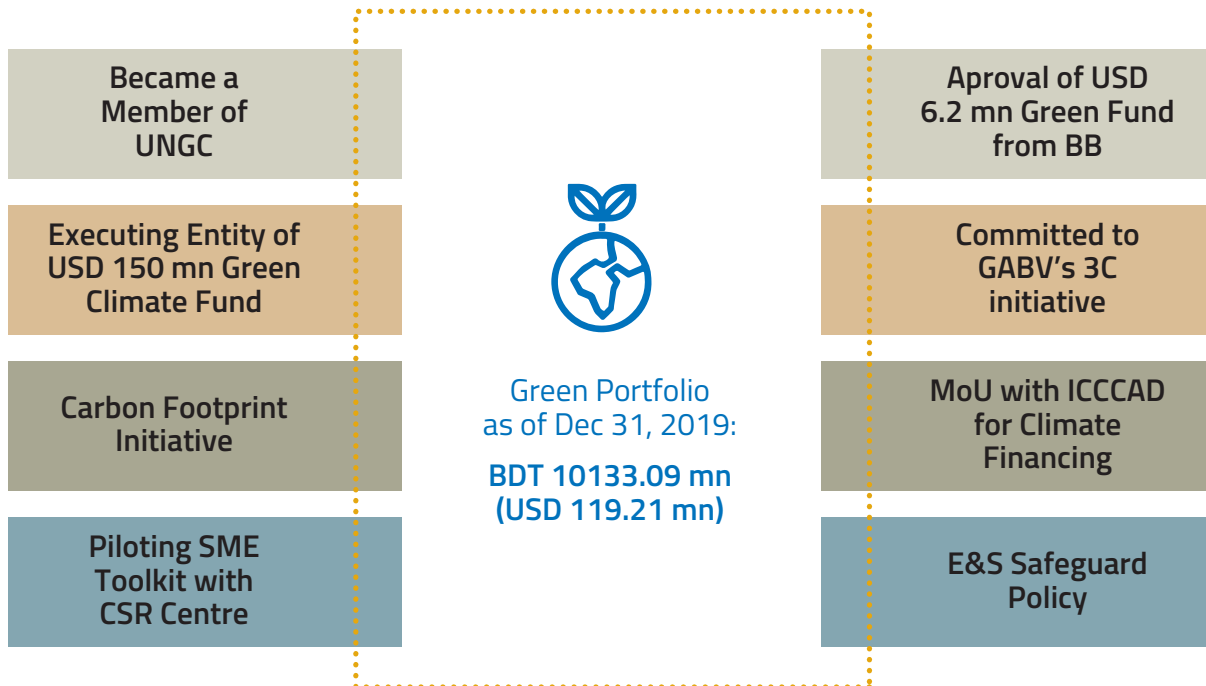 Became a
Member of
UNGC
Executing Entity of
USD 150 mn Green
Climate Fund
Carbon Footprint
Initiative
Piloting SME
Toolkit with
CSR Centre
Green Portfolio
as of Dec 31, 2019:
BDT 10133.09 mn
(USD 119.21 mn)
Aproval of USD
6.2 mn Green Fund
from BB
Committed to
GABV’s 3C
initiative
MoU with ICCCAD
for Climate
Financing
E&S Safeguard
Policy